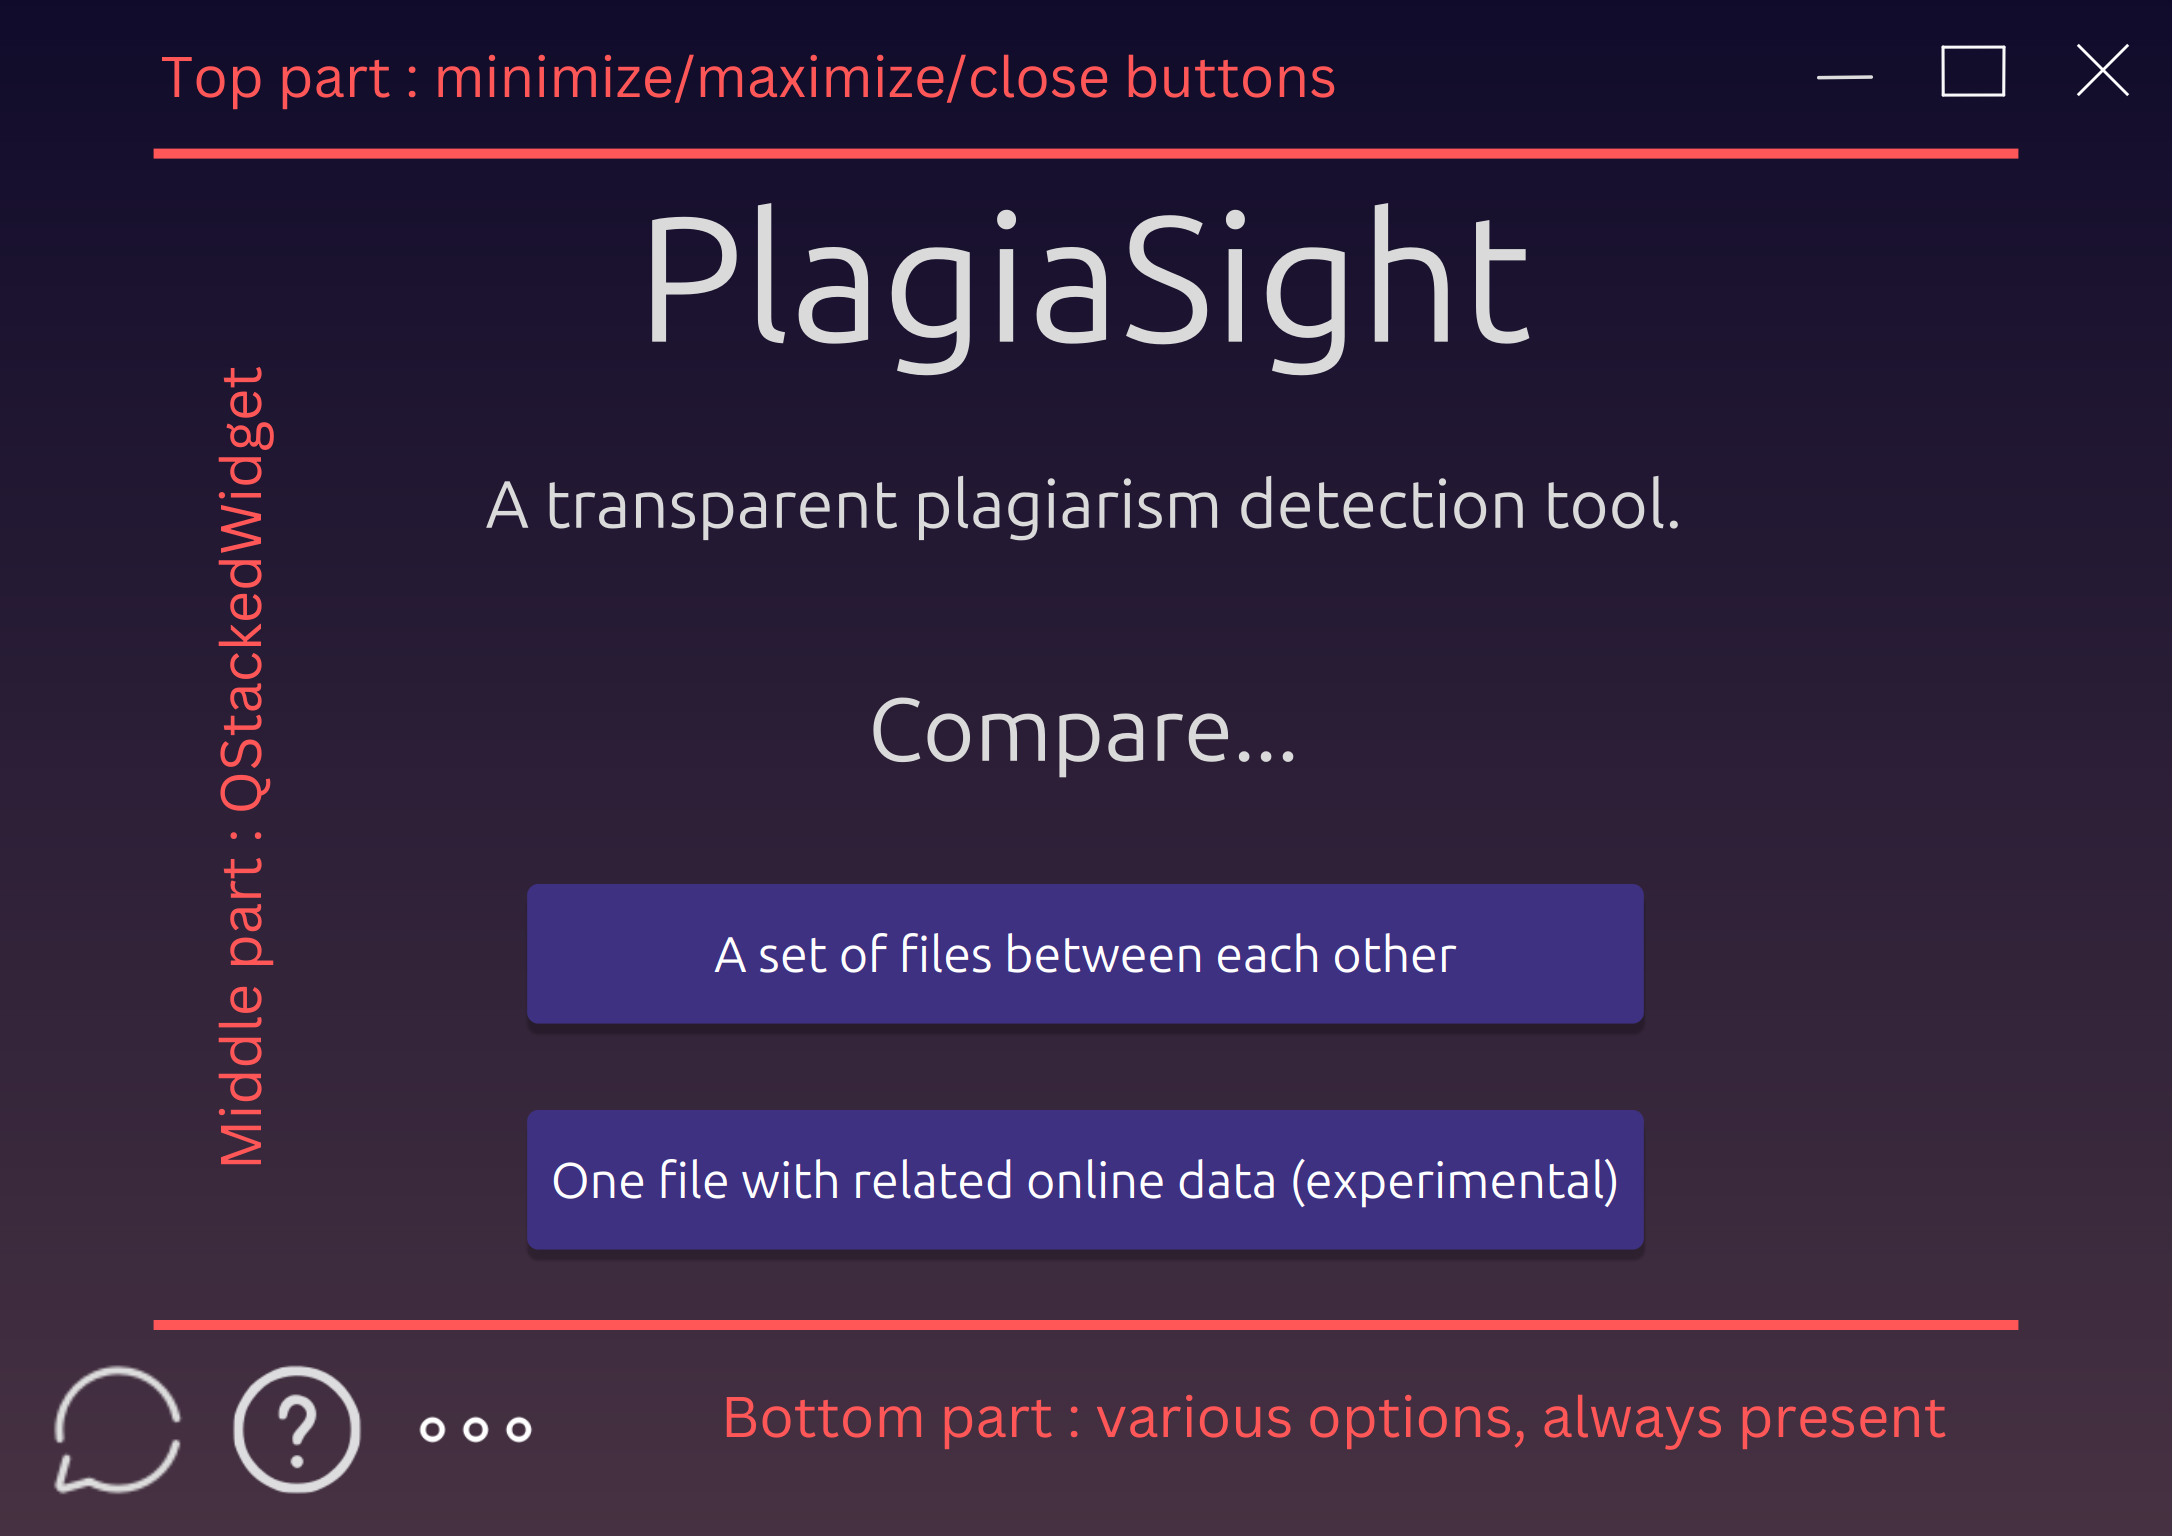 Top part : minimize/maximize/close buttons
PlagiaSight
A transparent plagiarism detection tool.
Middle part : QStackedWidget
Compare...
A set of files between each other
One file with related online data (experimental)
?
Bottom part : various options, always present